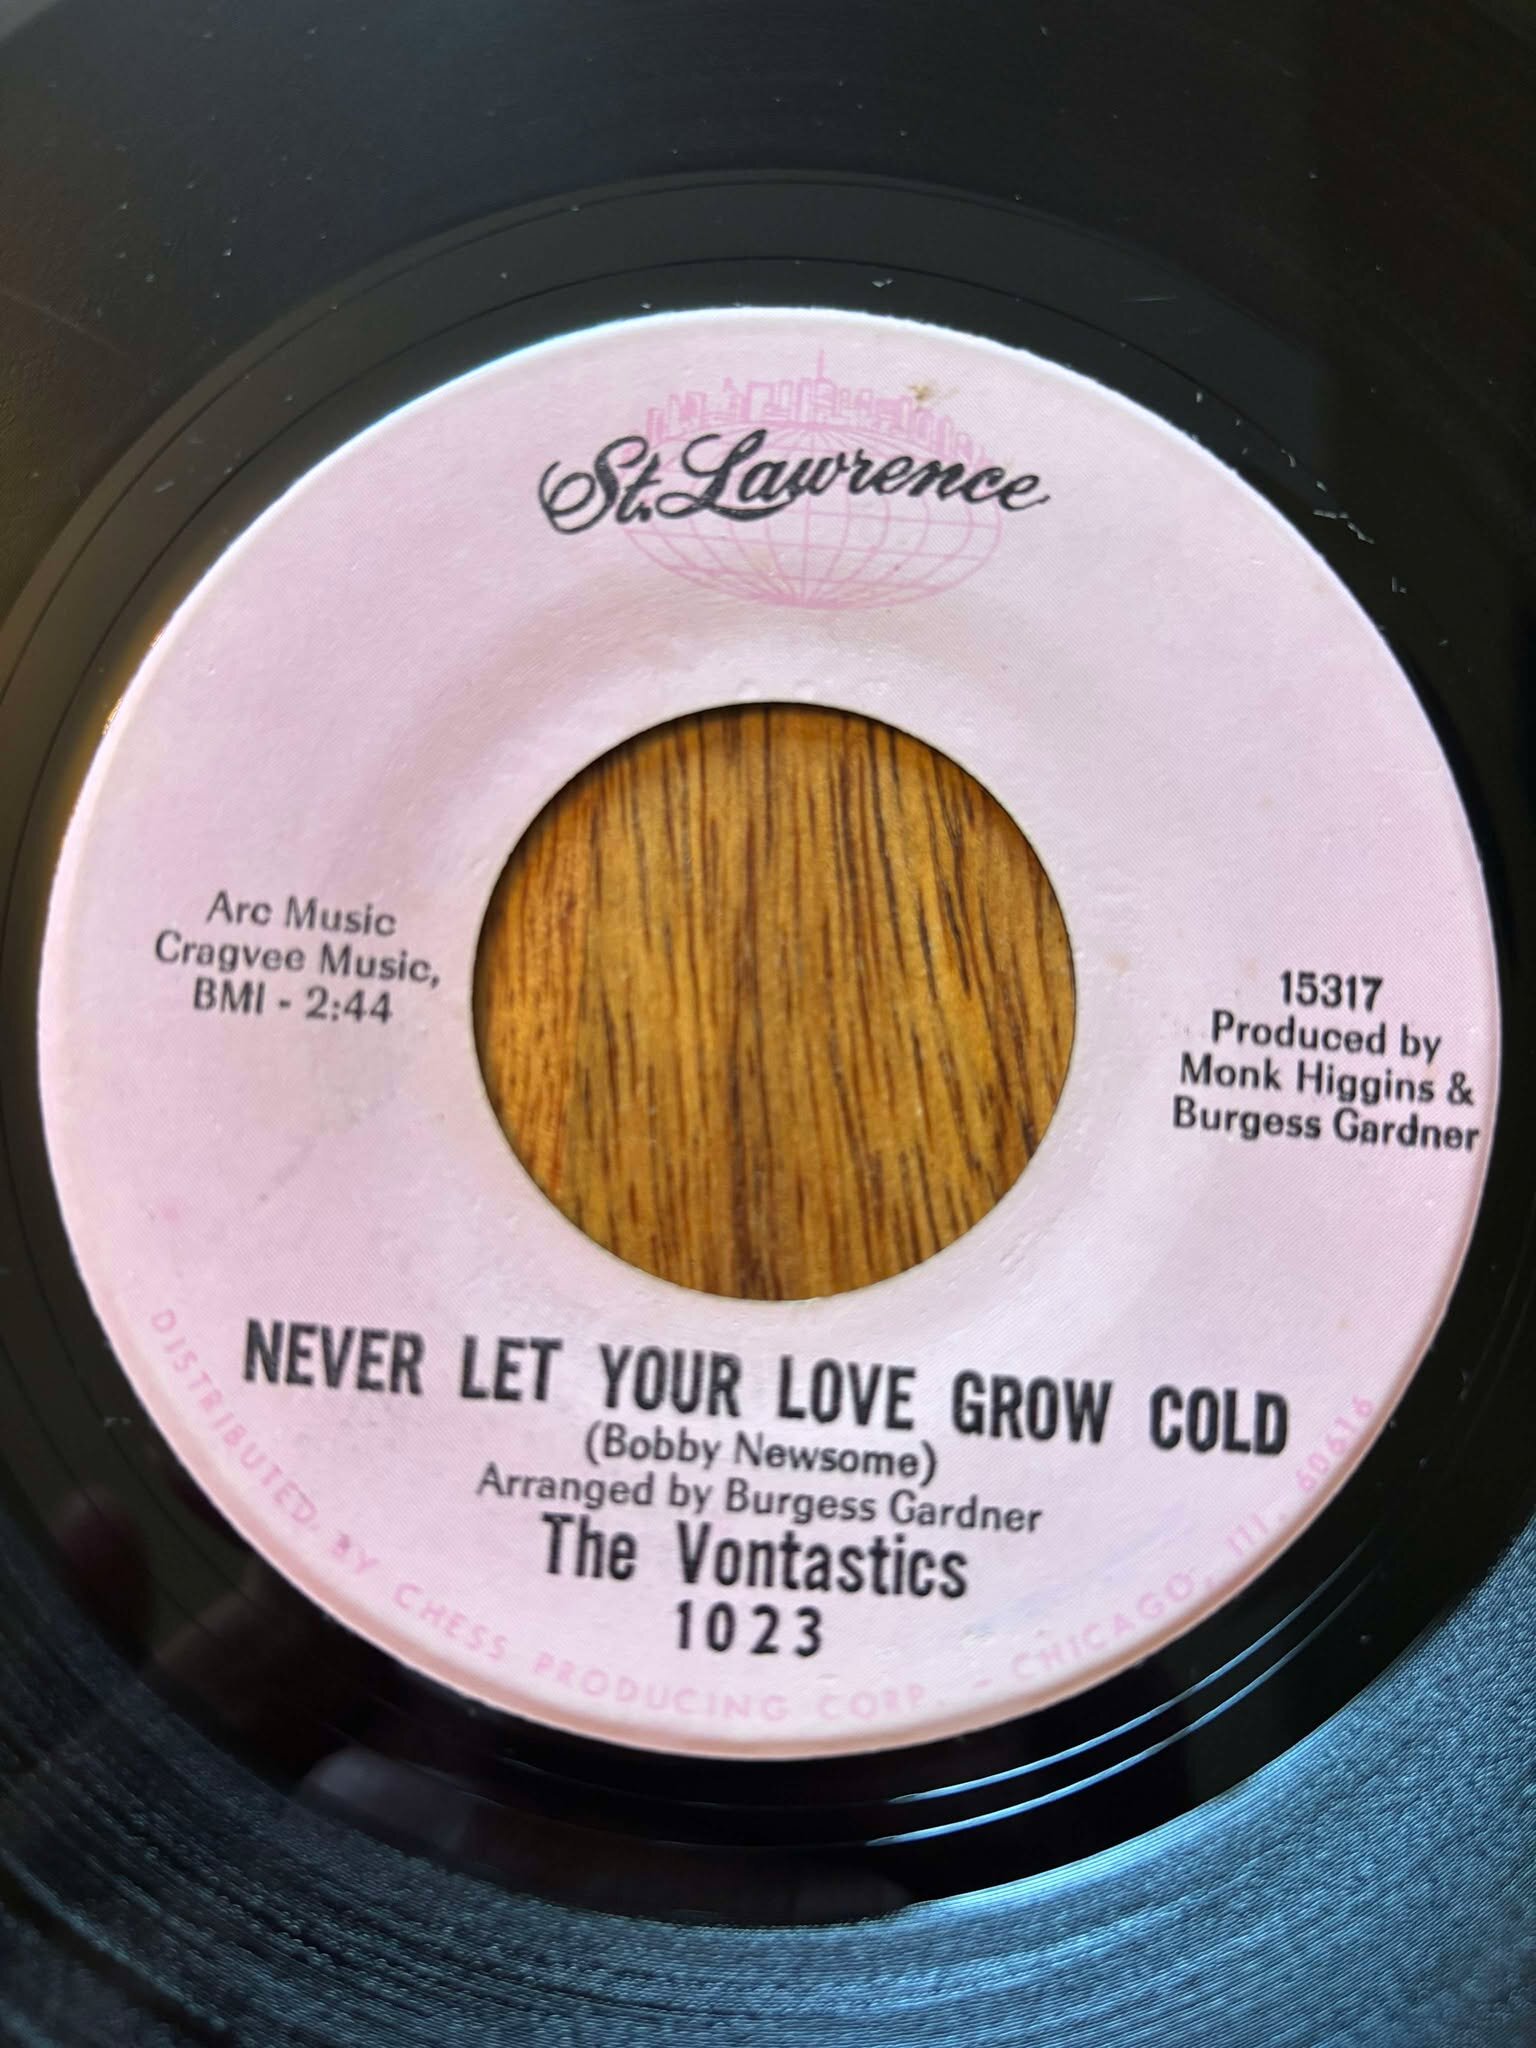 St. Lawrence
Arc Music
Cragvee Music,
BMI - 2:44
15317
Produced by
Monk Higgins &
Burgess Gardner
NEVER LET YOUR LOVE GROW COLD
(Bobby Newsome)
Arranged by Burgess Gardner
The Vontastics
1023
DISTRIBUTED BY CHESS PRODUCING CORP. - CHICAGO, Ill. 60616